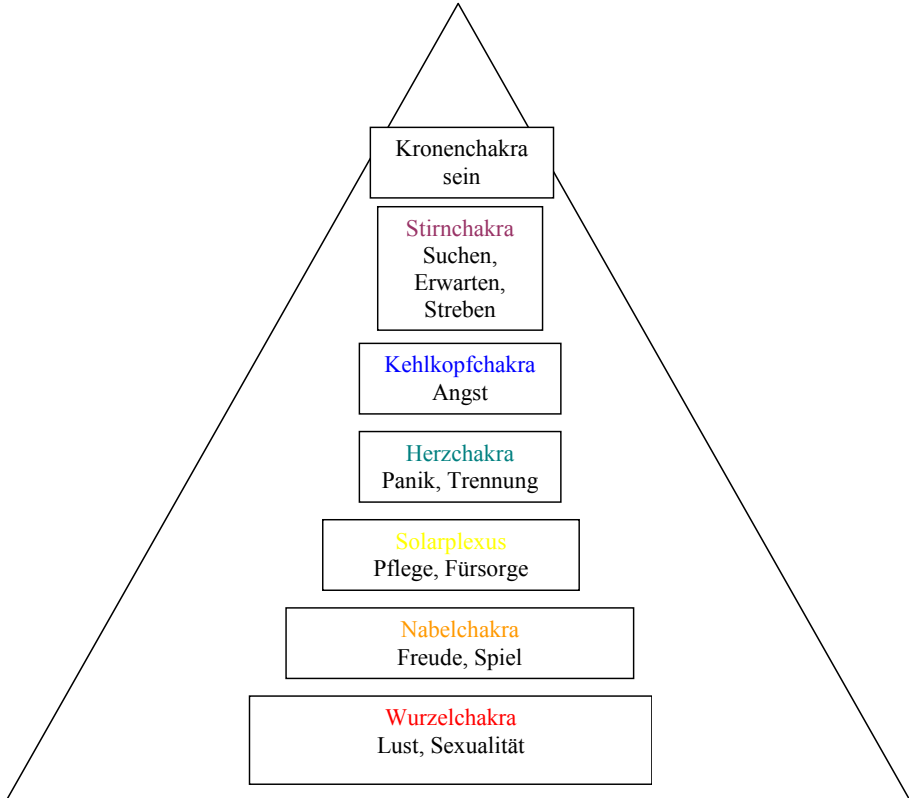 Kronenchakra
sein
Stirnchakra
Suchen,
Erwarten,
Streben
Kehlkopfchakra
Angst
Herzchakra
Panik, Trennung
Solarplexus
Pflege, Fürsorge
Nabelchakra
Freude, Spiel
Wurzelchakra
Lust, Sexualität